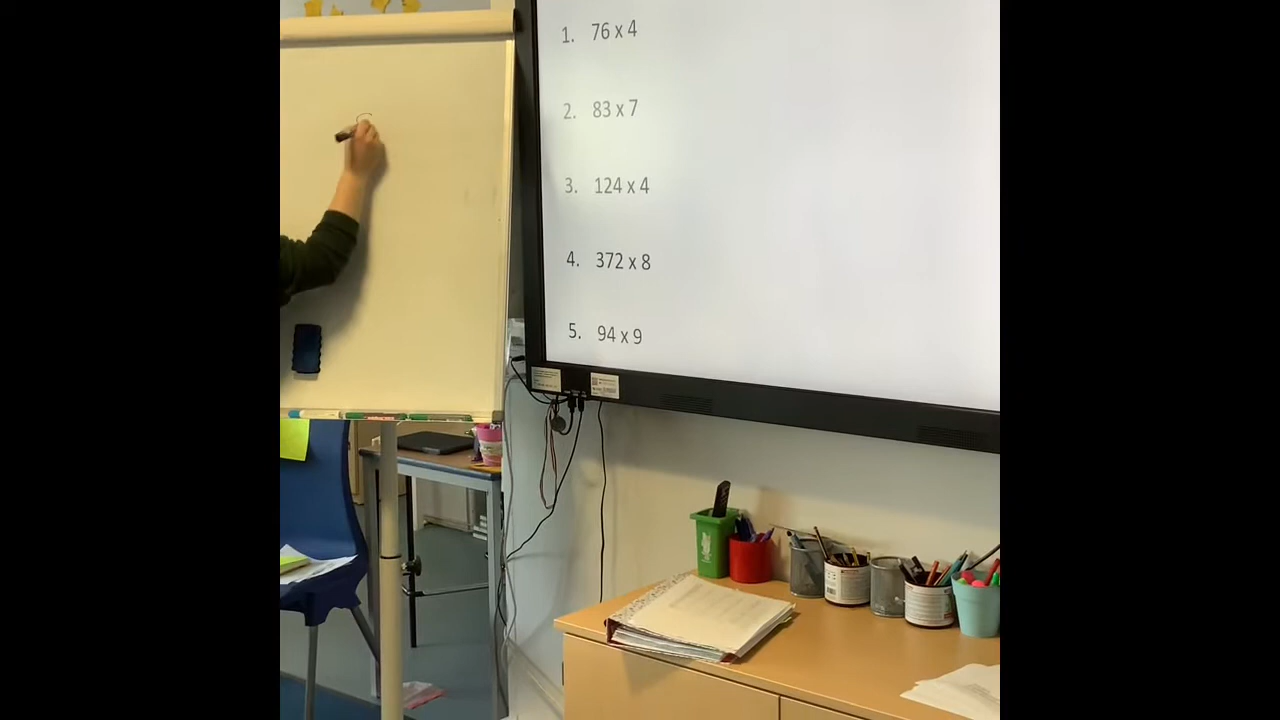 1. 76 x 4
2. 83 x 7
3. 124 x 4
4. 372 x 8
5. 94 x 9